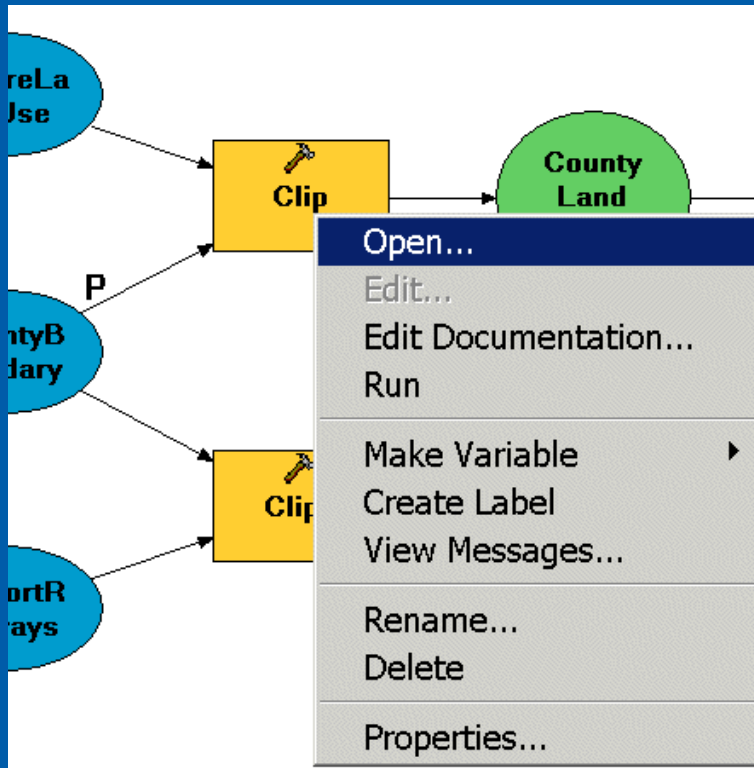 reLa
Use
Clip
County
Land
P
ntyB
dary
Clip
ortR
ays
Open...
Edit...
Edit Documentation...
Run
Make Variable
Create Label
View Messages...
Rename...
Delete
Properties...